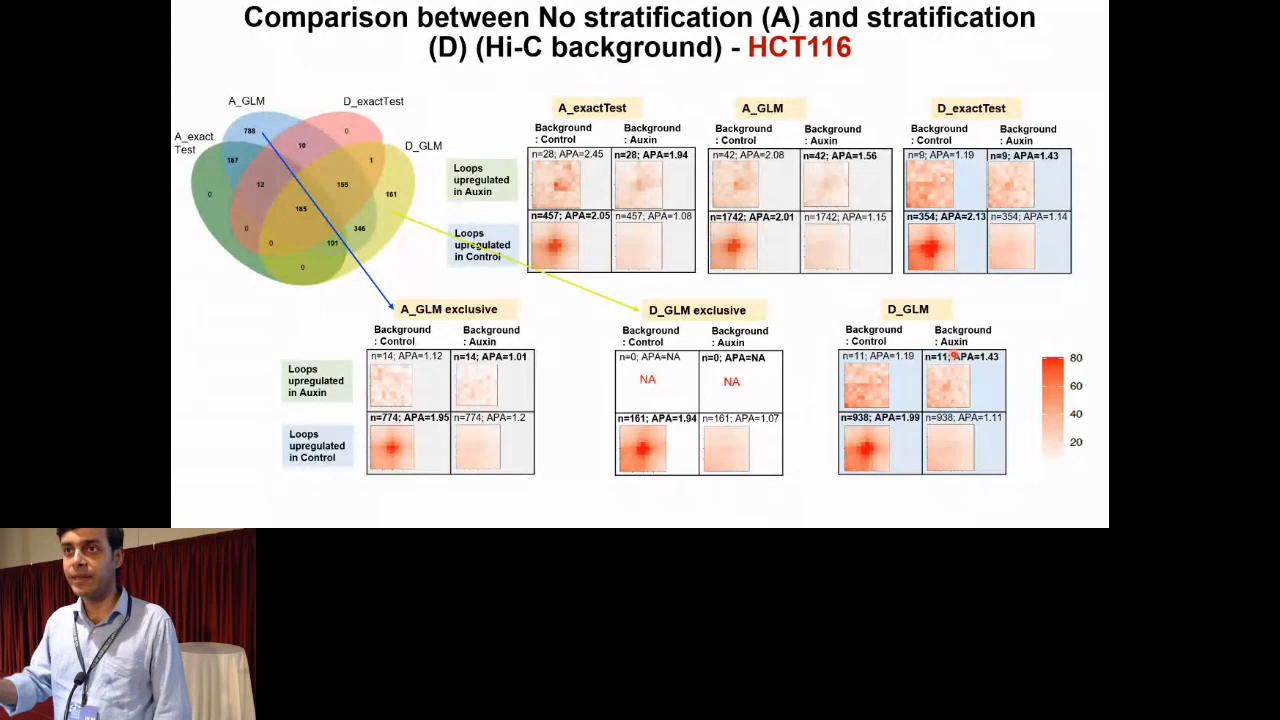 Comparison between No stratification (A) and stratification
(D) (Hi-C background) - HCT116
A_GLM
D_exactTest
A_exact
Test
D_GLM
788
0
10
187
1
12
155
161
0
185
346
0
0
101
0
A_exactTest
Background
: Control
Background
: Auxin
Loops
upregulated
in Auxin
n=28; APA=2.45
n=28; APA=1.94
Loops
upregulated
in Control
n=457; APA=2.05
n=457; APA=1.08
A_GLM
Background
: Control
Background
: Auxin
n=42; APA=2.08
n=42; APA=1.56
n=1742; APA=2.01
n=1742; APA=1.15
D_exactTest
Background
: Control
Background
: Auxin
n=9; APA=1.19
n=9; APA=1.43
n=354; APA=2.13
n=354; APA=1.14
A_GLM exclusive
Background
: Control
Background
: Auxin
Loops
upregulated
in Auxin
n=14; APA=1.12
n=14; APA=1.01
Loops
upregulated
in Control
n=774; APA=1.95
n=774; APA=1.2
D_GLM exclusive
Background
: Control
Background
: Auxin
n=0; APA=NA
n=0; APA=NA
NA
NA
n=161; APA=1.94
n=161; APA=1.07
D_GLM
Background
: Control
Background
: Auxin
n=11; APA=1.19
n=11; APA=1.43
n=938; APA=1.99
n=938; APA=1.11
80
60
40
20